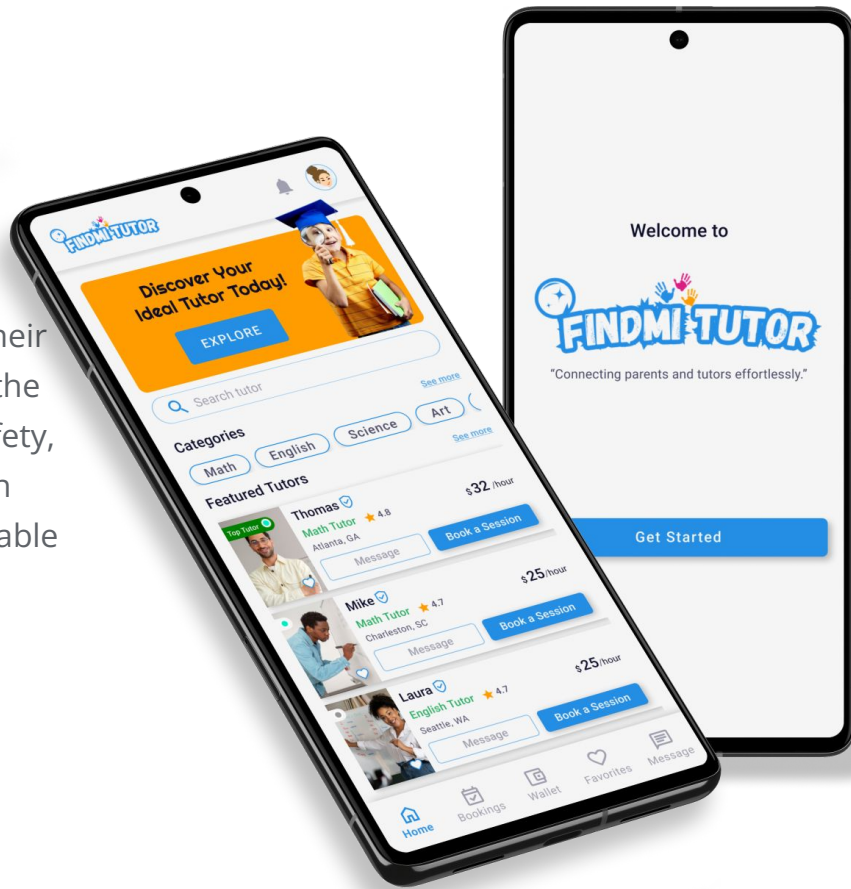 heir
the
fety,
n
able
FINDMI TUTOR
Discover Your
Ideal Tutor Today!
EXPLORE
Search tutor
Categories
See more
Math
English
Science
Art
Featured Tutors
See more
Top Tutor
Thomas
$32 /hour
Math Tutor 4.8
Atlanta, GA
Message
Book a Session
Mike
$25/hour
Math Tutor 4.7
Charleston, SC
Message
Book a Session
Laura
$25/hour
English Tutor 4.7
Seattle, WA
Message
Book a Session
Home
Bookings
Wallet
Favorites
Message
Welcome to
FINDMI TUTOR
"Connecting parents and tutors effortlessly."
Get Started